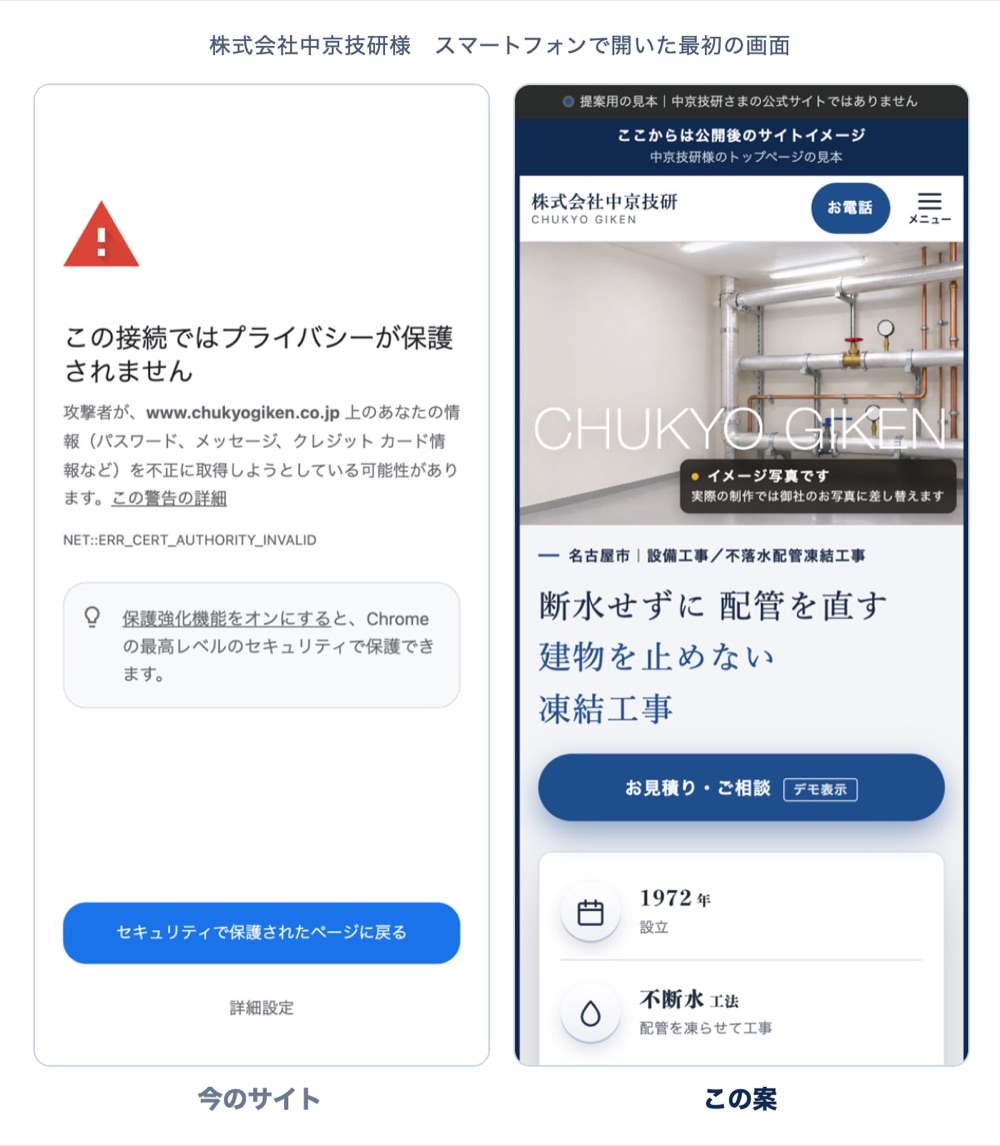 株式会社中京技研様　スマートフォンで開いた最初の画面
この接続ではプライバシーが保護
されません
攻撃者が、www.chukyogiken.co.jp 上のあなたの情
報（パスワード、メッセージ、クレジット カード情
報など）を不正に取得しようとしている可能性があり
ます。この警告の詳細
NET::ERR_CERT_AUTHORITY_INVALID
保護強化機能をオンにすると、Chrome
の最高レベルのセキュリティで保護でき
ます。
セキュリティで保護されたページに戻る
詳細設定
今のサイト
提案用の見本｜中京技研さまの公式サイトではありません
ここからは公開後のサイトイメージ
中京技研様のトップページの見本
株式会社中京技研
CHUKYO GIKEN
お電話
メニュー
CHUKYO GIKEN
イメージ写真です
実際の制作では御社のお写真に差し替えます
名古屋市｜設備工事／不落水配管凍結工事
断水せずに 配管を直す
建物を止めない
凍結工事
お見積り・ご相談 デモ表示
1972 年
設立
不断水 工法
配管を凍らせて工事
この案